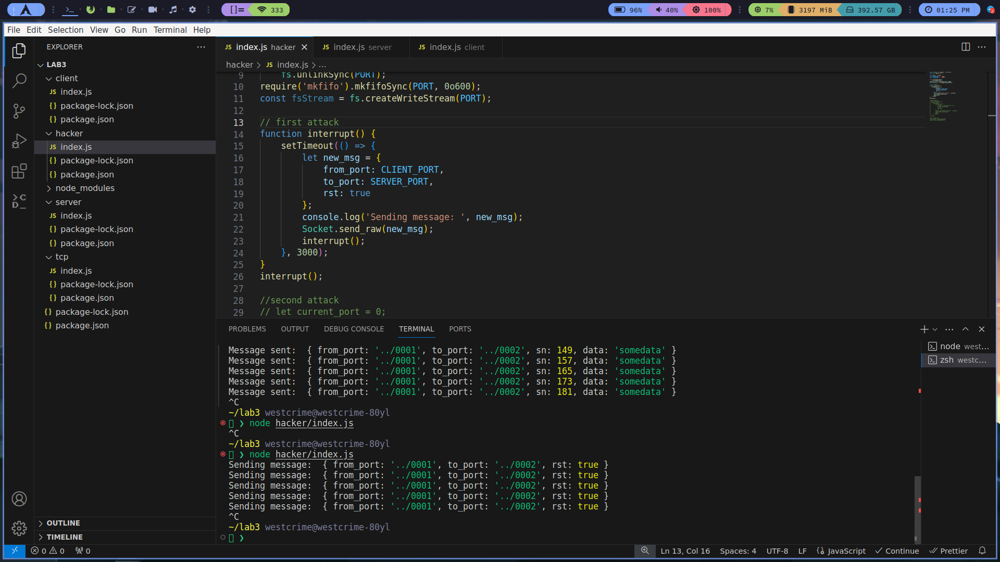 []=
333
96%
40%
100%
7%
3197 MiB
392.57 GB
01:25 PM
2
File Edit Selection View Go Run Terminal Help
EXPLORER
LAB3
client
JS index.js
{} package-lock.json
{} package.json
hacker
JS index.js
{} package-lock.json
{} package.json
node_modules
server
JS index.js
{} package-lock.json
{} package.json
tcp
JS index.js
{} package-lock.json
{} package.json
{} package-lock.json
{} package.json
OUTLINE
TIMELINE
JS index.js hacker
JS index.js server
JS index.js client
hacker > JS index.js > ...
9 fs.unlinkSync(PORT);
10 require('mkfifo').mkfifoSync(PORT, 0o600);
11 const fsStream = fs.createWriteStream(PORT);
12
13 // first attack
14 function interrupt() {
15 setTimeout(() => {
16 let new_msg = {
17 from_port: CLIENT_PORT,
18 to_port: SERVER_PORT,
19 rst: true
20 };
21 console.log('Sending message: ', new_msg);
22 Socket.send_raw(new_msg);
23 interrupt();
24 }, 3000);
25 }
26 interrupt();
27
28 //second attack
29 // let current_port = 0;
PROBLEMS OUTPUT DEBUG CONSOLE TERMINAL PORTS
Message sent:  { from_port: '../0001', to_port: '../0002', sn: 149, data: 'somedata' }
Message sent:  { from_port: '../0001', to_port: '../0002', sn: 157, data: 'somedata' }
Message sent:  { from_port: '../0001', to_port: '../0002', sn: 165, data: 'somedata' }
Message sent:  { from_port: '../0001', to_port: '../0002', sn: 173, data: 'somedata' }
Message sent:  { from_port: '../0001', to_port: '../0002', sn: 181, data: 'somedata' }
^C
~/lab3 westcrime@westcrime-80yl
❯ node hacker/index.js
^C
~/lab3 westcrime@westcrime-80yl
❯ node hacker/index.js
Sending message:  { from_port: '../0001', to_port: '../0002', rst: true }
Sending message:  { from_port: '../0001', to_port: '../0002', rst: true }
Sending message:  { from_port: '../0001', to_port: '../0002', rst: true }
Sending message:  { from_port: '../0001', to_port: '../0002', rst: true }
Sending message:  { from_port: '../0001', to_port: '../0002', rst: true }
^C
~/lab3 westcrime@westcrime-80yl
❯
node west...
zsh westc...
0 0 0
Ln 13, Col 16 Spaces: 4 UTF-8 LF JavaScript Continue Prettier